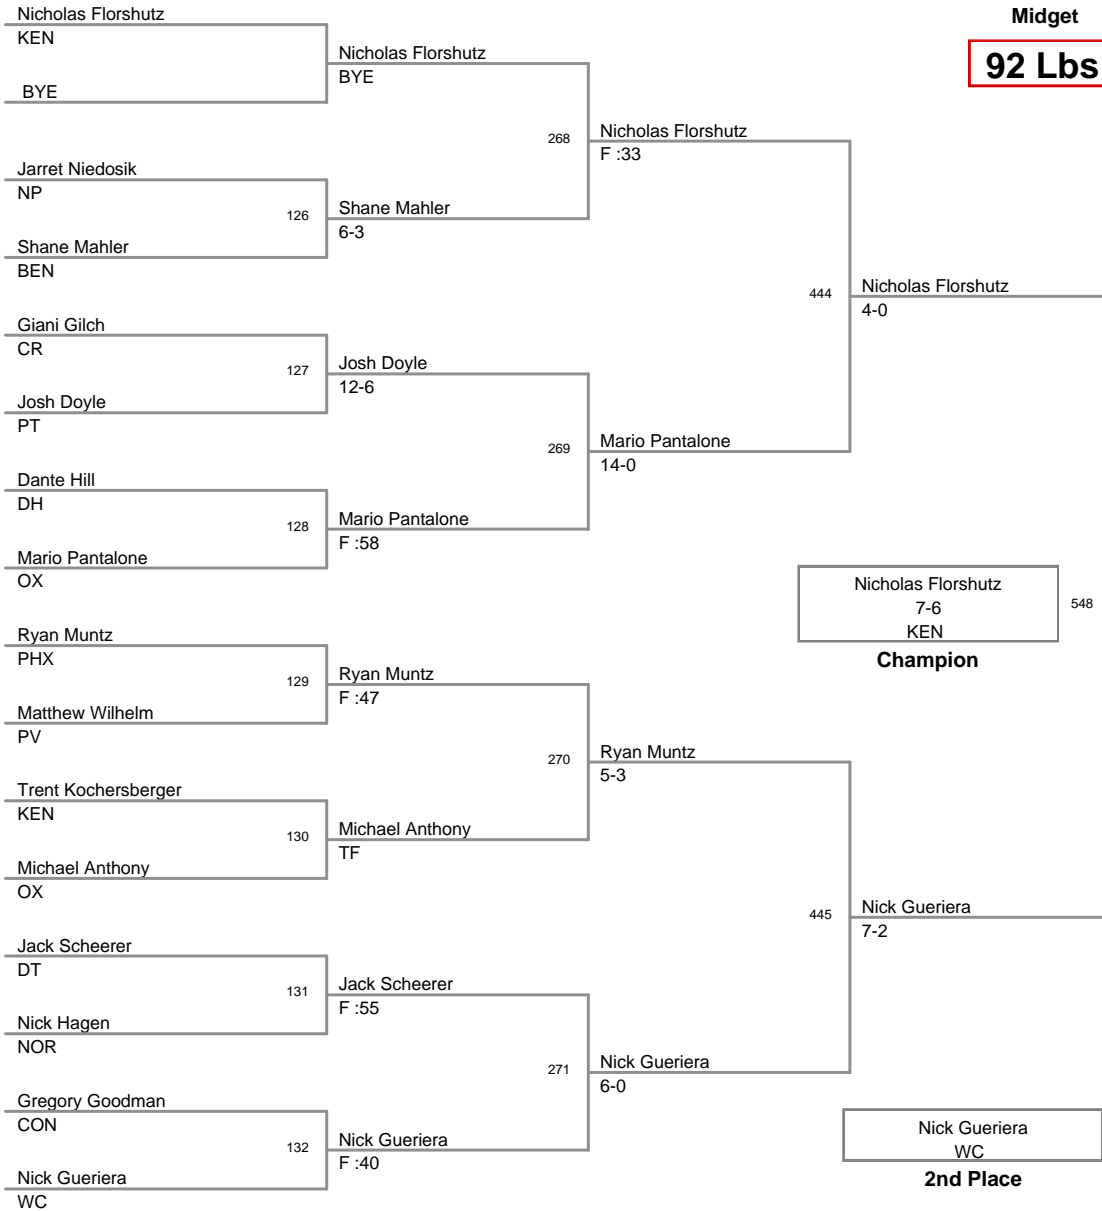 Nicholas Florshutz
KEN
BYE
Jarret Niedosik
NP
Shane Mahler
BEN
Giani Gilch
CR
Josh Doyle
PT
Dante Hill
DH
Mario Pantalone
OX
Ryan Muntz
PHX
Matthew Wilhelm
PV
Trent Kochersberger
KEN
Michael Anthony
OX
Jack Scheerer
DT
Nick Hagen
NOR
Gregory Goodman
CON
Nick Gueriera
WC
126
127
128
129
130
131
132
Nicholas Florshutz
BYE
Shane Mahler
6-3
Josh Doyle
12-6
Mario Pantalone
F :58
Ryan Muntz
F :47
Michael Anthony
TF
Jack Scheerer
F :55
Nick Gueriera
F :40
268
269
270
271
Nicholas Florshutz
F :33
Mario Pantalone
14-0
Ryan Muntz
5-3
Nick Gueriera
6-0
444
445
Nicholas Florshutz
4-0
Nick Gueriera
7-2
Midget
92 Lbs
Nicholas Florshutz
7-6
KEN
548
Champion
Nick Gueriera
WC
2nd Place